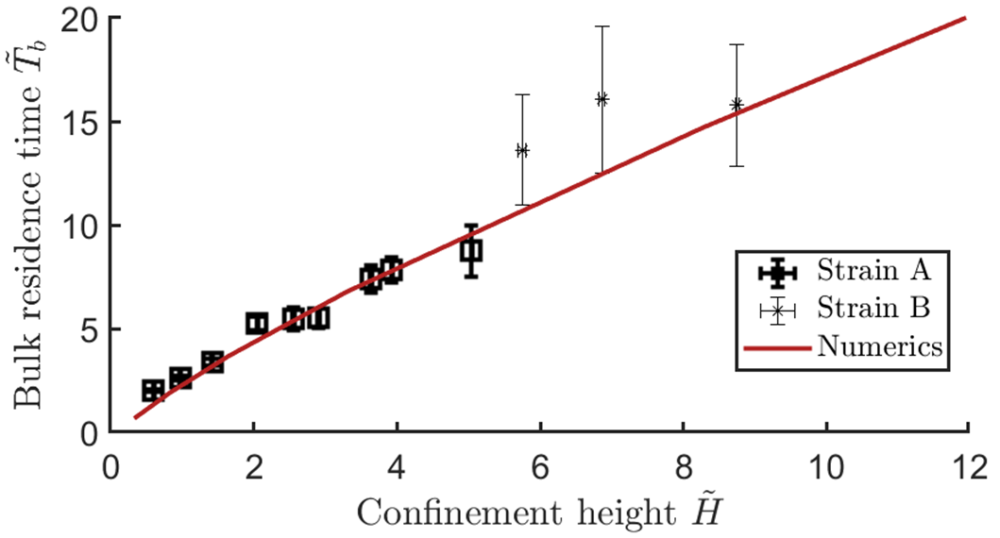 Bulk residence time T̃_b
20
15
10
5
0
0 2 4 6 8 10 12
Confinement height H̃
Strain A
Strain B
Numerics